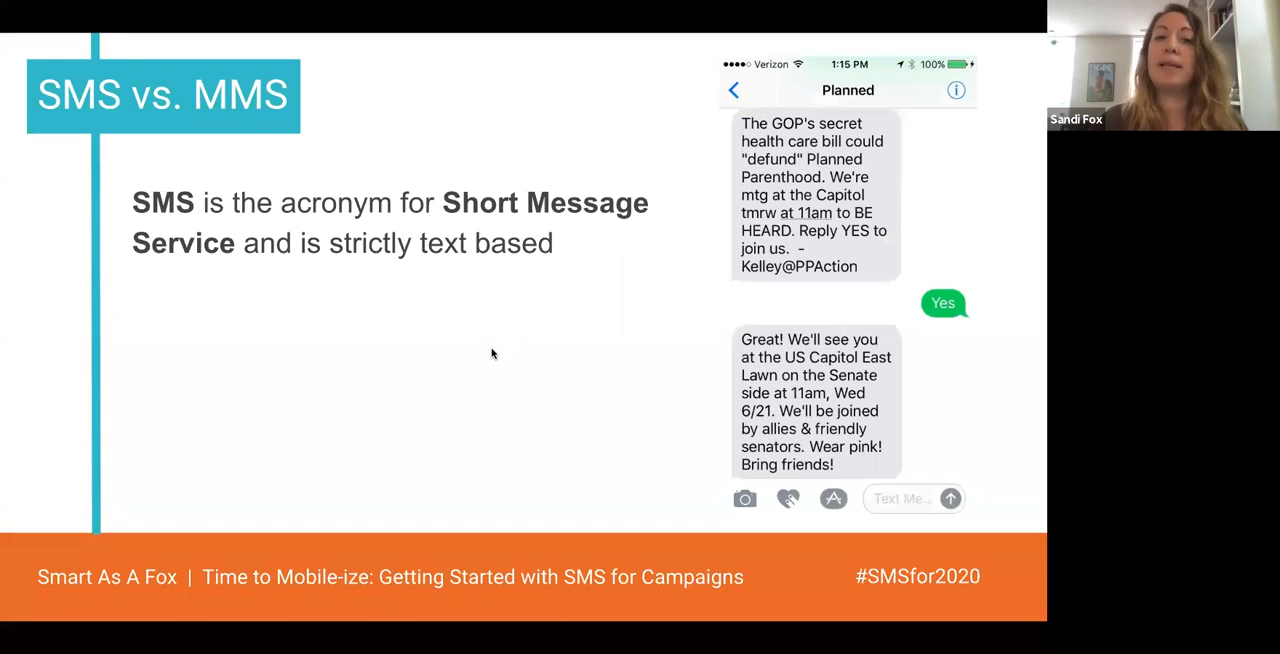 SMS vs. MMS
SMS is the acronym for Short Message
Service and is strictly text based
Verizon 1:15 PM 100%
Planned
The GOP's secret
health care bill could
"defund" Planned
Parenthood. We're
mtg at the Capitol
tmrw at 11am to BE
HEARD. Reply YES to
join us. -
Kelley@PPAction
Yes
Great! We'll see you
at the US Capitol East
Lawn on the Senate
side at 11am, Wed
6/21. We'll be joined
by allies & friendly
senators. Wear pink!
Bring friends!
Text Me...
Smart As A Fox | Time to Mobile-ize: Getting Started with SMS for Campaigns
#SMSfor2020
Sandi Fox